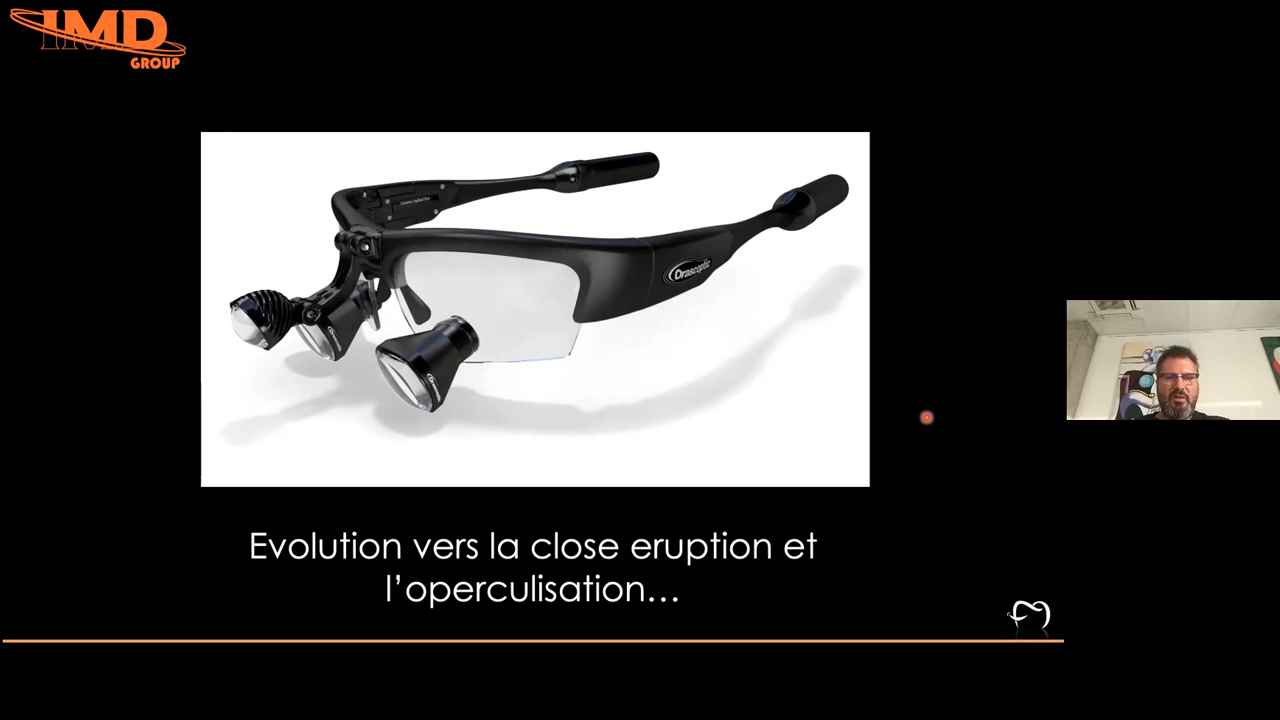 IMD
GROUP
Orascoptic
Evolution vers la close eruption et
l’operculisation…